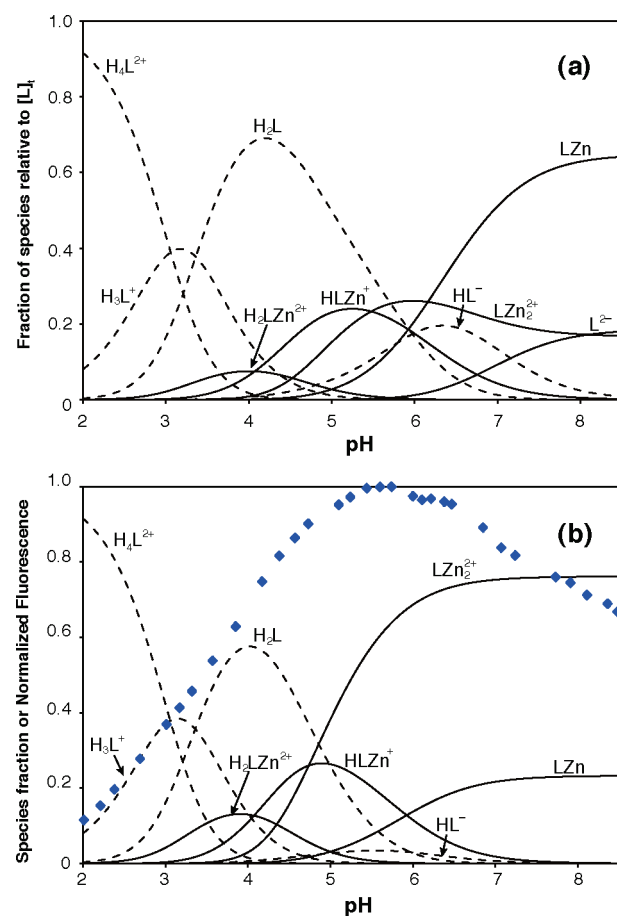 1.0
0.8
0.6
0.4
0.2
0
Fraction of species relative to [L]t
(a)
H4L2+
H2L
LZn
H3L+
H2LZn2+
HLZn+
HL−
LZn22+
L2−
2 3 4 5 6 7 8
pH
1.0
0.8
0.6
0.4
0.2
0
Species fraction or Normalized Fluorescence
(b)
H4L2+
LZn22+
H2L
H3L+
H2LZn2+
HLZn+
LZn
HL−
2 3 4 5 6 7 8
pH